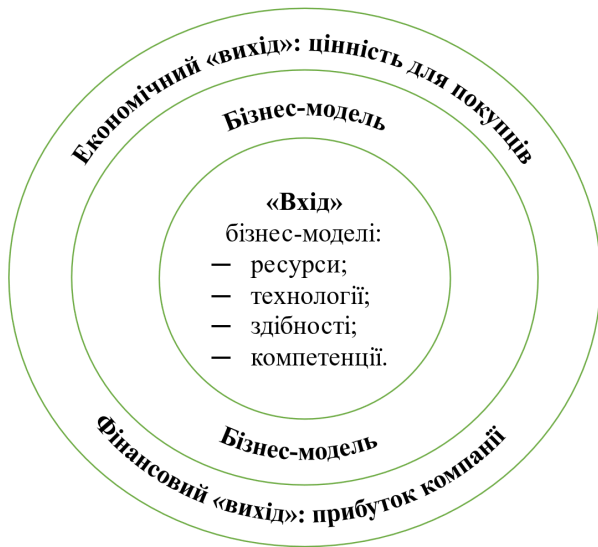 Економічний «вихід»: цінність для покупців
Бізнес-модель
«Вхід»
бізнес-моделі:
— ресурси;
— технології;
— здібності;
— компетенції.
Бізнес-модель
Фінансовий «вихід»: прибуток компанії